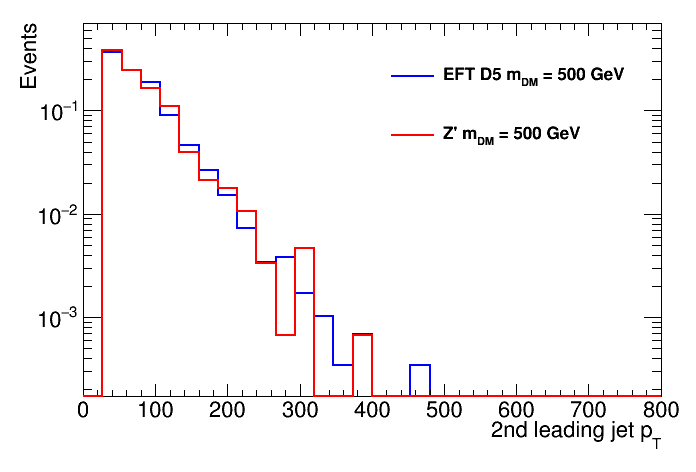 Events
10⁻¹
10⁻²
10⁻³
EFT D5 m_DM = 500 GeV
Z' m_DM = 500 GeV
0 100 200 300 400 500 600 700 800
2nd leading jet p_T